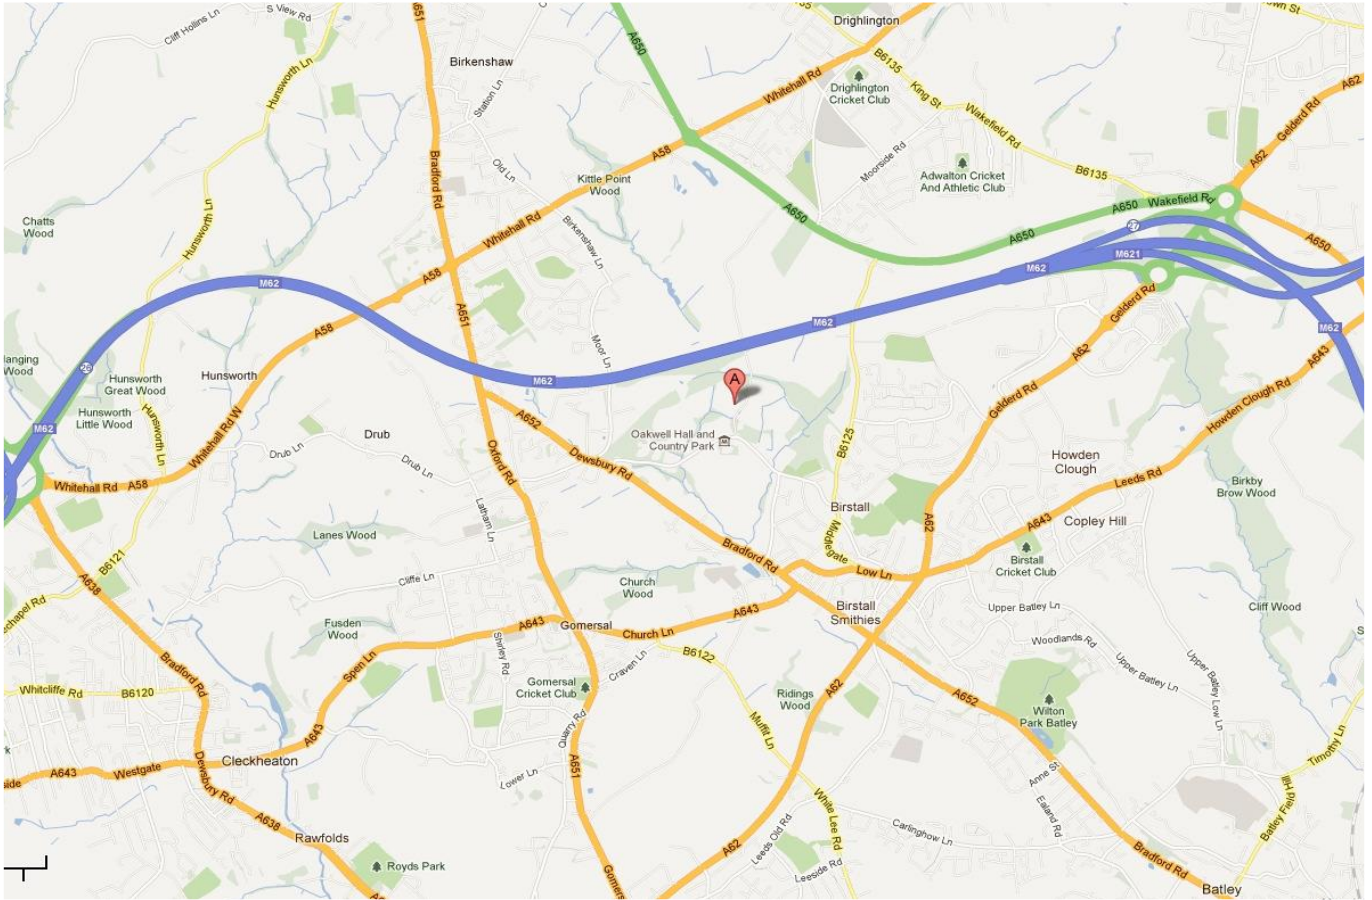 Cliff Hollins Ln
S View Rd
A651
Drighlington
Birkenshaw
A650
Hunsworth Ln
Station Ln
Whitehall Rd
B6135
King St
Drighlington
Cricket Club
Wakefield Rd
Gelderd Rd
A62
A62
A58
Bradford Rd
Old Ln
Kittle Point
Wood
Moorside Rd
Adwalton Cricket
And Athletic Club
B6135
A650
A650
Wakefield Rd
Chatts
Wood
Hunsworth Ln
Whitehall Rd
Birkenshaw Ln
A650
27
A650
M62
M621
A58
M62
A651
Gelderd Rd
M62
M62
A58
Moor Ln
A62
A643
26
Hunsworth
Great Wood
Hunsworth
M62
A
Hunsworth
Little Wood
Hunsworth Ln
Whitehall Rd W
A652
Gelderd Rd
Howden Clough Rd
M62
Drub
Drub Ln
Drub Ln
Oxford Rd
Dewsbury Rd
Oakwell Hall and
Country Park
B6125
Howden
Clough
Whitehall Rd
A58
Leeds Rd
Birkby
Brow Wood
Latham Ln
Birstall
Lanes Wood
Middlegate
A62
A643
Copley Hill
B6121
Bradford Rd
Birstall
Cricket Club
A638
Cliffe Ln
Church
Wood
Low Ln
A643
Birstall
Smithies
Upper Batley Ln
Cliff Wood
Fusden
Wood
A643
Gomersal
Church Ln
Woodlands Rd
Spen Ln
Shirley Rd
B6122
Craven Ln
Upper Batley Ln
Upper Batley Low Ln
Bradford Rd
Whitcliffe Rd
B6120
Gomersal
Cricket Club
Ridings
Wood
A62
A652
Wilton
Park Batley
Quarry Rd
Muffit Ln
A643
Cleckheaton
A643
Westgate
Dewsbury Rd
A651
Lower Ln
Anne St
Timothy Ln
A638
White Lee Rd
Ealand Rd
Rawfolds
Leeds Old Rd
Carlinghow Ln
A62
Bradford Rd
Royds Park
Leeside Rd
Batley